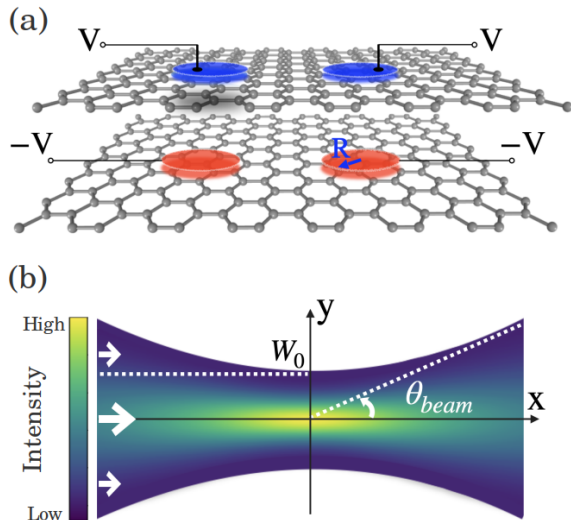 (a)
V V
−V R −V
(b)
High y
W₀
Intensity
θbeam x
Low